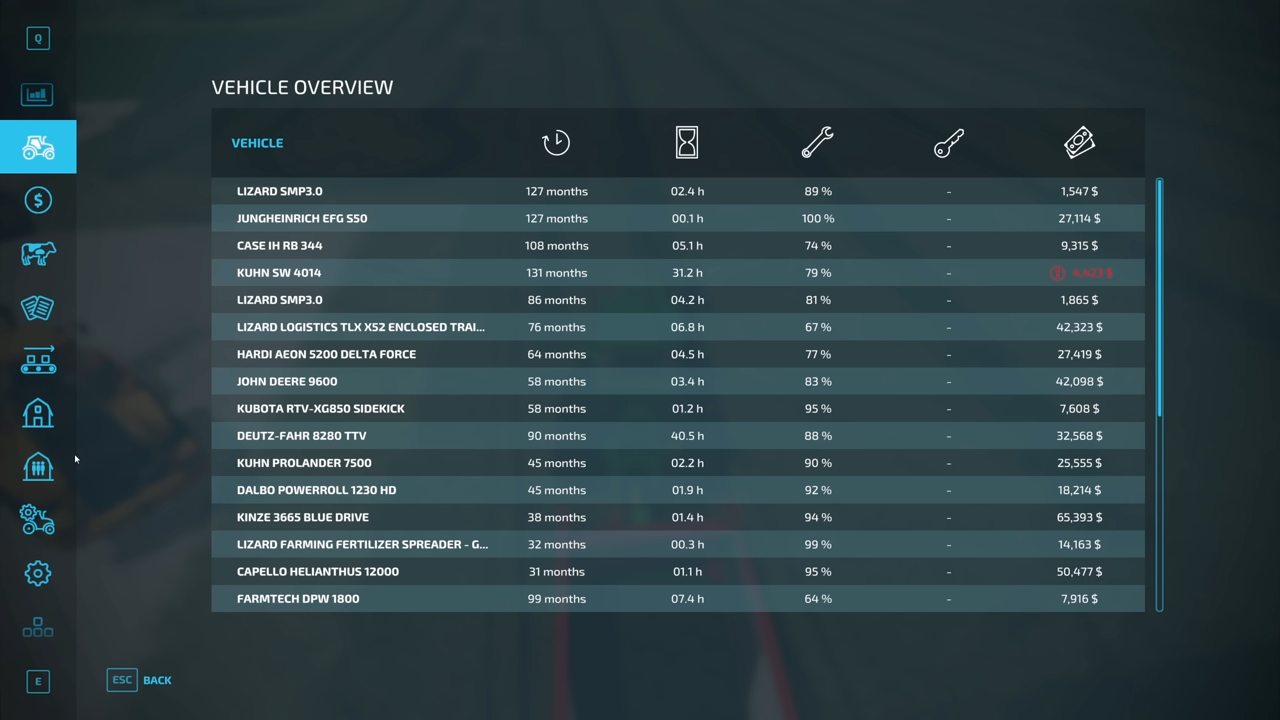 Q
VEHICLE OVERVIEW
VEHICLE
LIZARD SMP3.0 127 months 02.4 h 89 % - 1,547 $
JUNGHEINRICH EFG S50 127 months 00.1 h 100 % - 27,114 $
CASE IH RB 344 108 months 05.1 h 74 % - 9,315 $
KUHN SW 4014 131 months 31.2 h 79 % -
LIZARD SMP3.0 86 months 04.2 h 81 % - 1,865 $
LIZARD LOGISTICS TLX X52 ENCLOSED TRAI... 76 months 06.8 h 67 % - 42,323 $
HARDI AEON 5200 DELTA FORCE 64 months 04.5 h 77 % - 27,419 $
JOHN DEERE 9600 58 months 03.4 h 83 % - 42,098 $
KUBOTA RTV-XG850 SIDEKICK 58 months 01.2 h 95 % - 7,608 $
DEUTZ-FAHR 8280 TTV 90 months 40.5 h 88 % - 32,568 $
KUHN PROLANDER 7500 45 months 02.2 h 90 % - 25,555 $
DALBO POWERROLL 1230 HD 45 months 01.9 h 92 % - 18,214 $
KINZE 3665 BLUE DRIVE 38 months 01.4 h 94 % - 65,393 $
LIZARD FARMING FERTILIZER SPREADER - G... 32 months 00.3 h 99 % - 14,163 $
CAPELLO HELIANTHUS 12000 31 months 01.1 h 95 % - 50,477 $
FARMTECH DPW 1800 99 months 07.4 h 64 % - 7,916 $
E
ESC BACK